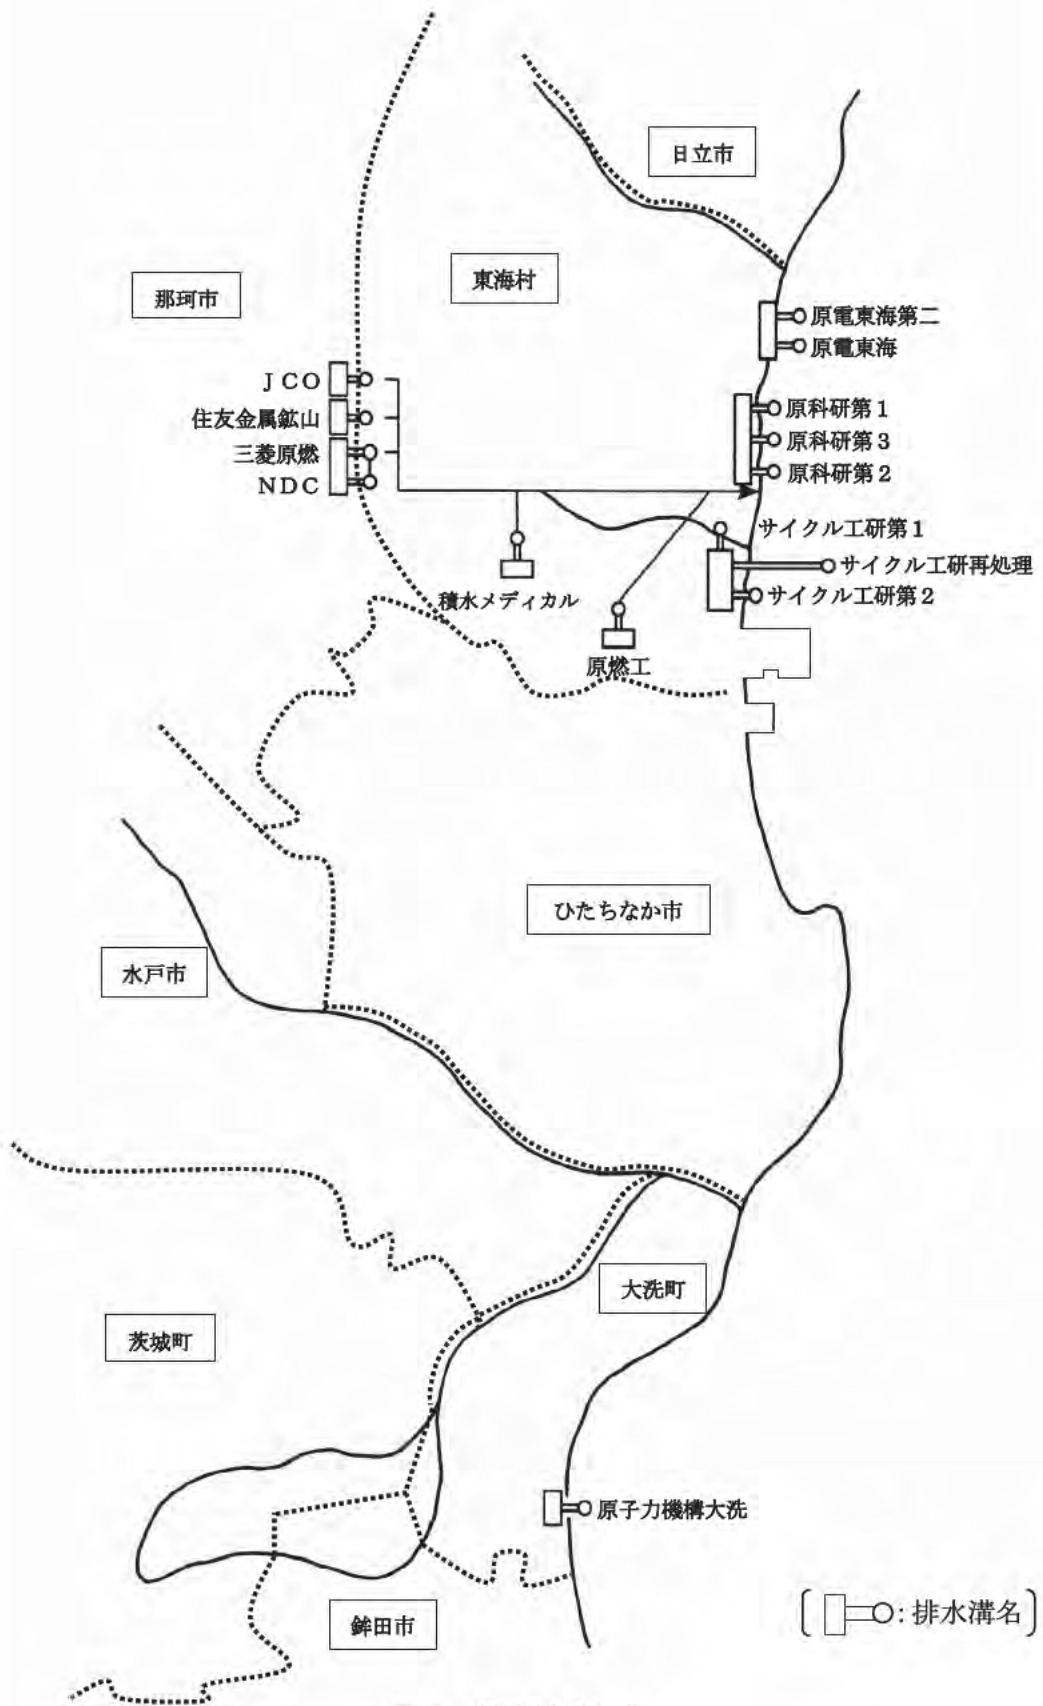 日立市
東海村
那珂市
原電東海第二
原電東海
JCO
住友金属鉱山
三菱原燃
NDC
原科研第1
原科研第3
原科研第2
サイクル工研第1
サイクル工研再処理
サイクル工研第2
積水メディカル
原燃工
ひたちなか市
水戸市
大洗町
茨城町
原子力機構大洗
鉾田市
:排水溝名